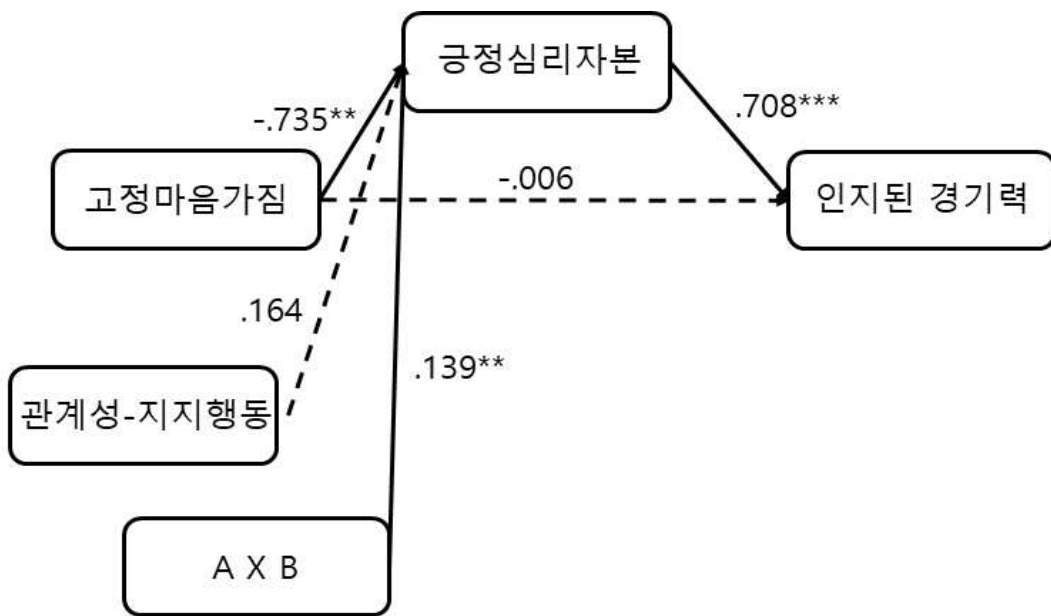 긍정심리자본
-.735**
.708***
고정마음가짐
-.006
인지된 경기력
.164
.139**
관계성-지지행동
A X B